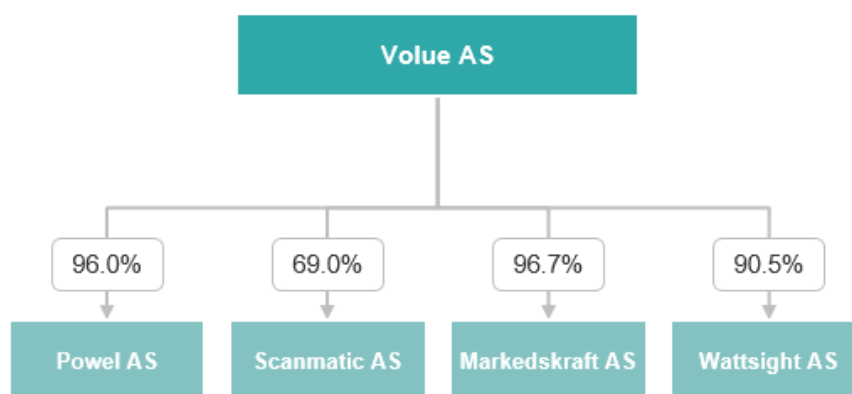 Volue AS
96.0%
69.0%
96.7%
90.5%
Powel AS
Scanmatic AS
Markedskraft AS
Wattsight AS